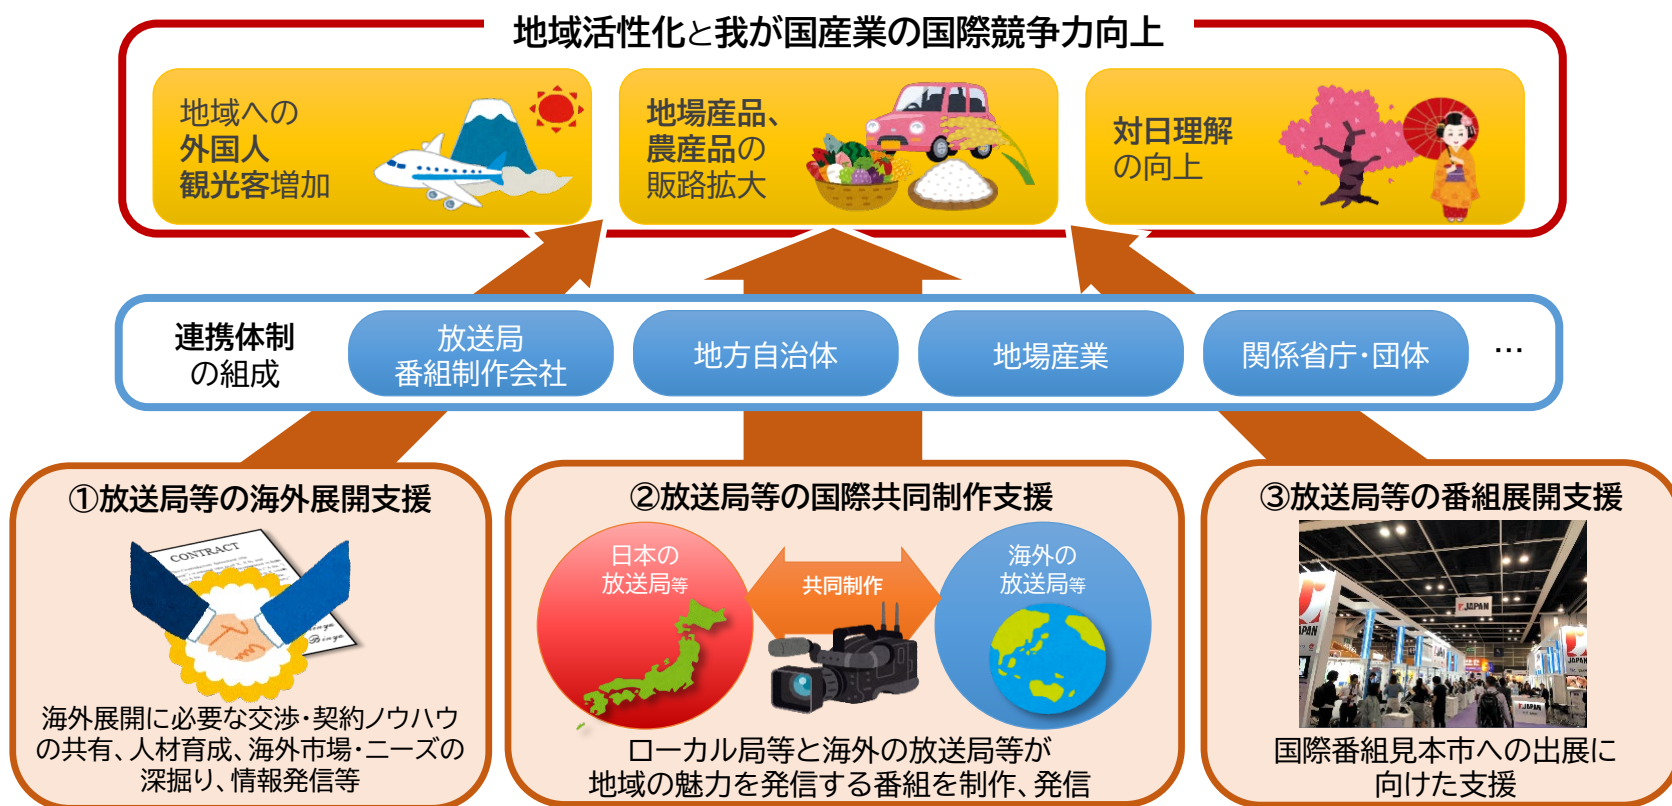 地域活性化と我が国産業の国際競争力向上
地域への
外国人
観光客増加
地場産品、
農産品の
販路拡大
対日理解
の向上
連携体制
の組成
放送局
番組制作会社
地方自治体
地場産業
関係省庁・団体
…
①放送局等の海外展開支援
CONTRACT
海外展開に必要な交渉・契約ノウハウ
の共有、人材育成、海外市場・ニーズの
深掘り、情報発信等
②放送局等の国際共同制作支援
日本の
放送局等
共同制作
海外の
放送局等
ローカル局等と海外の放送局等が
地域の魅力を発信する番組を制作、発信
③放送局等の番組展開支援
JAPAN
JAPAN
JAPAN
国際番組見本市への出展に
向けた支援